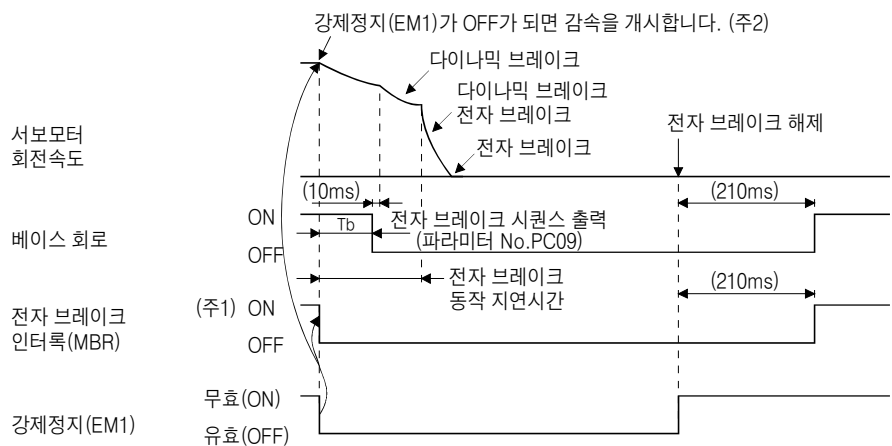 강제정지(EM1)가 OFF가 되면 감속을 개시합니다. (주2)
다이나믹 브레이크
다이나믹 브레이크
전자 브레이크
전자 브레이크
전자 브레이크 해제
서보모터
회전속도
(10ms)
(210ms)
베이스 회로
ON
OFF
Tb
전자 브레이크 시퀀스 출력
(파라미터 No.PC09)
전자 브레이크
동작 지연시간
(210ms)
전자 브레이크
인터록(MBR)
(주1) ON
OFF
강제정지(EM1)
무효(ON)
유효(OFF)